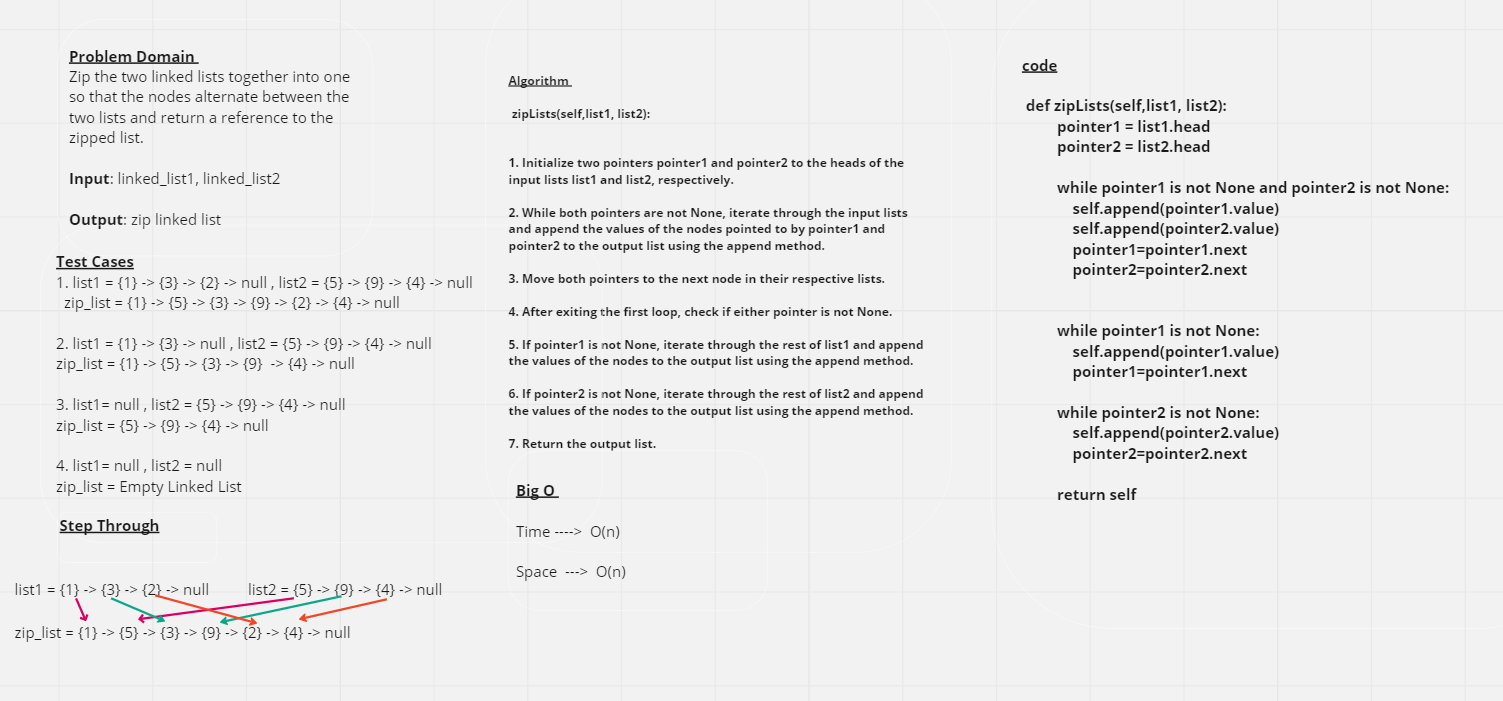 Problem Domain
Zip the two linked lists together into one
so that the nodes alternate between the
two lists and return a reference to the
zipped list.
Input: linked_list1, linked_list2
Output: zip linked list
Test Cases
1. list1 = {1} -> {3} -> {2} -> null , list2 = {5} -> {9} -> {4} -> null
zip_list = {1} -> {5} -> {3} -> {9} -> {2} -> {4} -> null
2. list1 = {1} -> {3} -> null , list2 = {5} -> {9} -> {4} -> null
zip_list = {1} -> {5} -> {3} -> {9}  -> {4} -> null
3. list1= null , list2 = {5} -> {9} -> {4} -> null
zip_list = {5} -> {9} -> {4} -> null
4. list1= null , list2 = null
zip_list = Empty Linked List
Step Through
list1 = {1} -> {3} -> {2} -> null
list2 = {5} -> {9} -> {4} -> null
zip_list = {1} -> {5} -> {3} -> {9} -> {2} -> {4} -> null
Algorithm
zipLists(self,list1, list2):
1. Initialize two pointers pointer1 and pointer2 to the heads of the
input lists list1 and list2, respectively.
2. While both pointers are not None, iterate through the input lists
and append the values of the nodes pointed to by pointer1 and
pointer2 to the output list using the append method.
3. Move both pointers to the next node in their respective lists.
4. After exiting the first loop, check if either pointer is not None.
5. If pointer1 is not None, iterate through the rest of list1 and append
the values of the nodes to the output list using the append method.
6. If pointer2 is not None, iterate through the rest of list2 and append
the values of the nodes to the output list using the append method.
7. Return the output list.
Big O
Time ----> O(n)
Space ---> O(n)
code
def zipLists(self,list1, list2):
pointer1 = list1.head
pointer2 = list2.head
while pointer1 is not None and pointer2 is not None:
self.append(pointer1.value)
self.append(pointer2.value)
pointer1=pointer1.next
pointer2=pointer2.next
while pointer1 is not None:
self.append(pointer1.value)
pointer1=pointer1.next
while pointer2 is not None:
self.append(pointer2.value)
pointer2=pointer2.next
return self